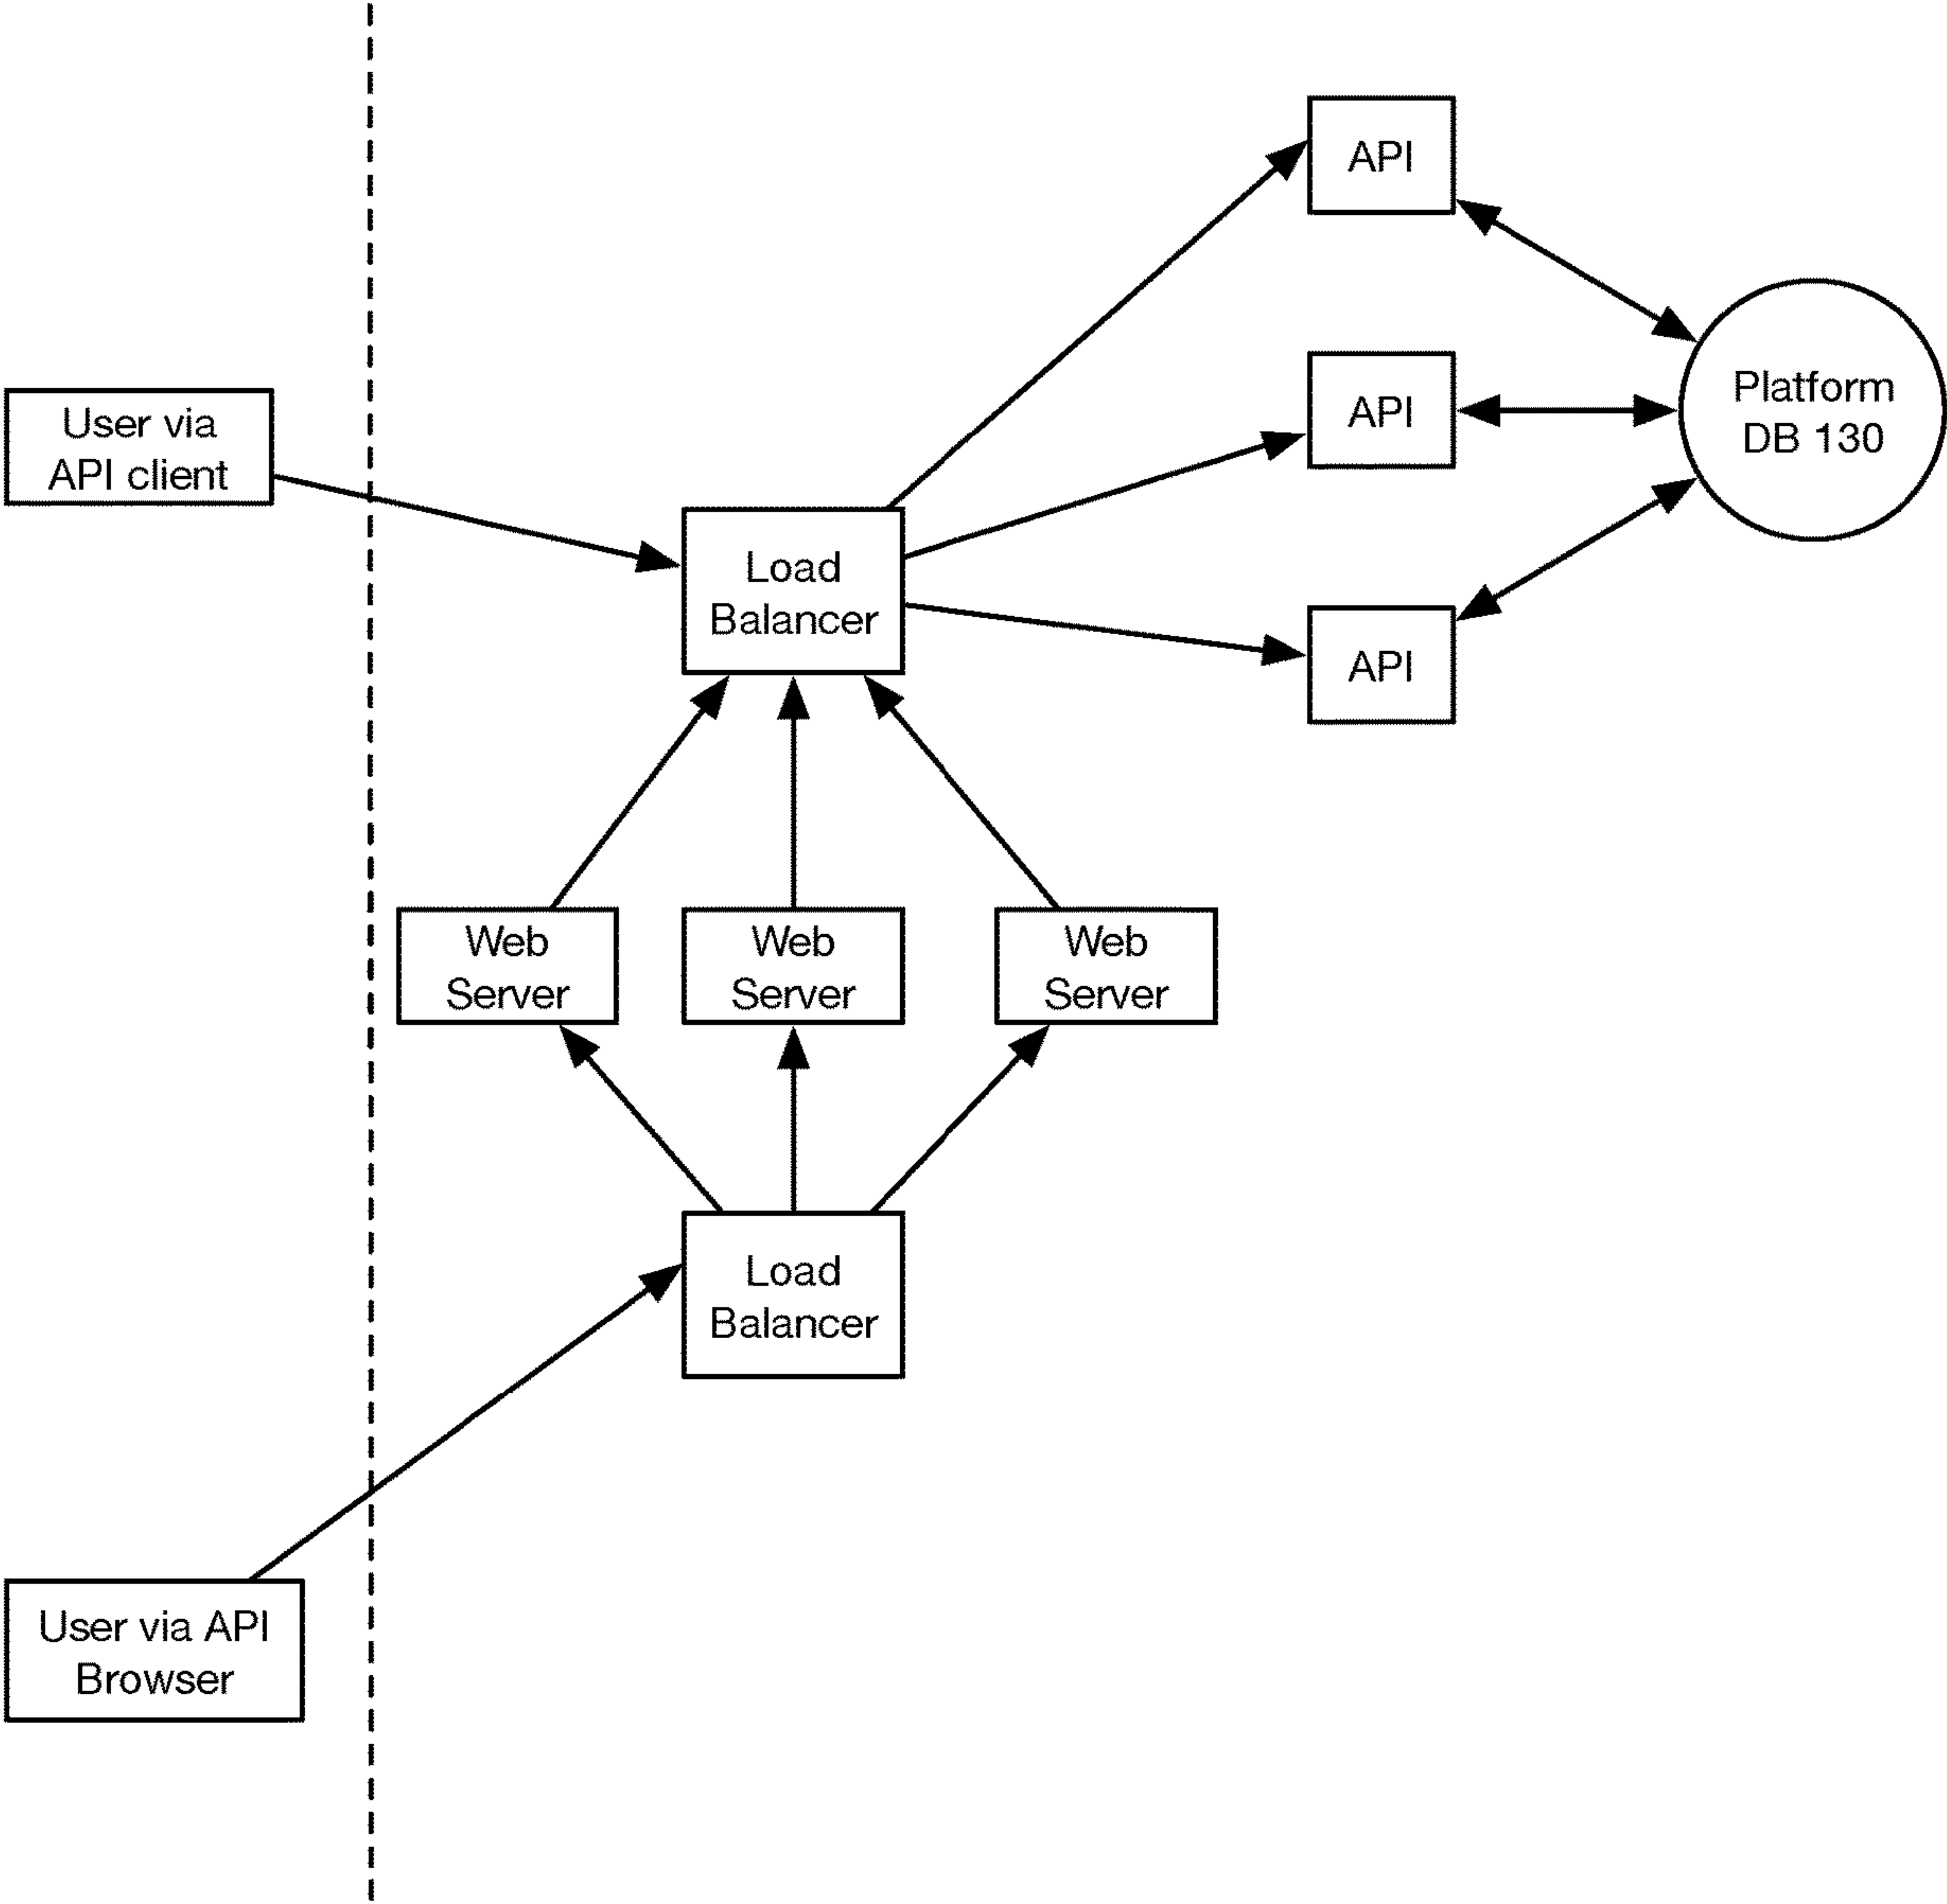 API
Platform
DB 130
API
User via
API client
Load
Balancer
API
Web
Server
Web
Server
Web
Server
Load
Balancer
User via API
Browser